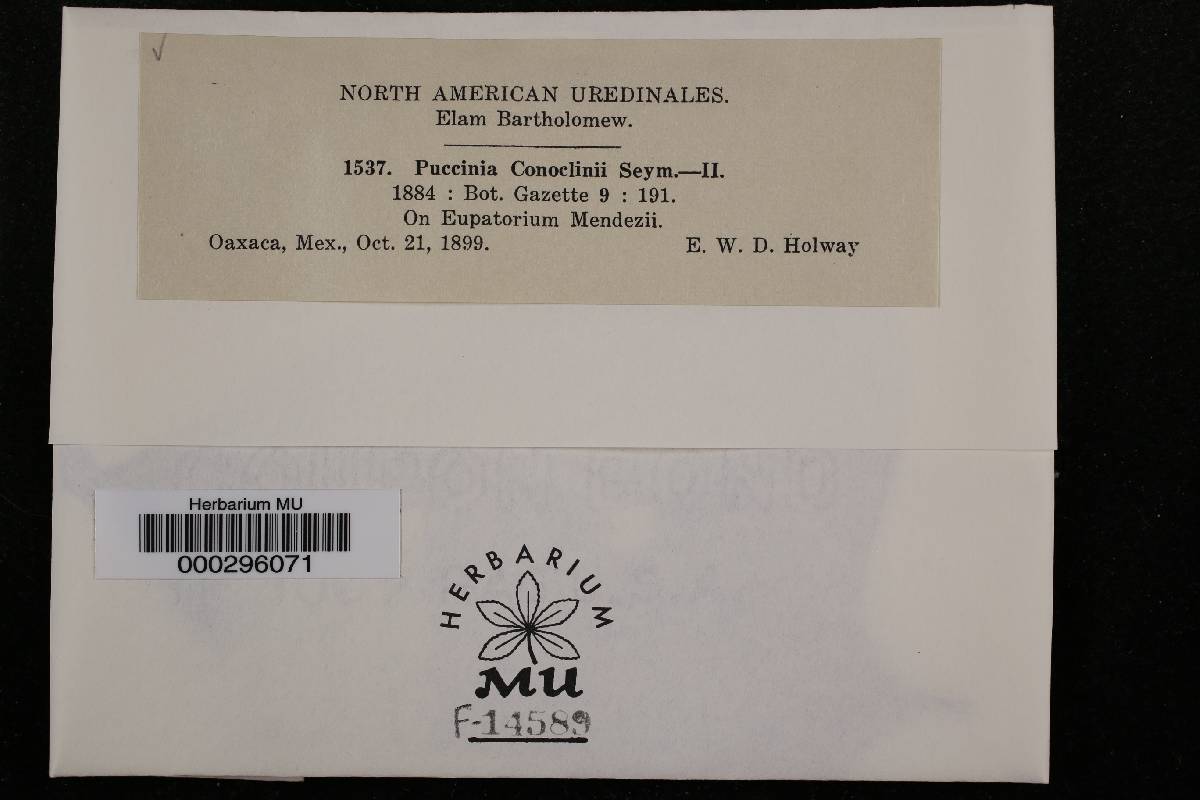 NORTH AMERICAN UREDINALES.
Elam Bartholomew.
1537. Puccinia Conoclinii Seym.—II.
1884 : Bot. Gazette 9 : 191.
On Eupatorium Mendezii.
Oaxaca, Mex., Oct. 21, 1899. E. W. D. Holway
Herbarium MU
000296071
HERBARIUM
MU
F-14589